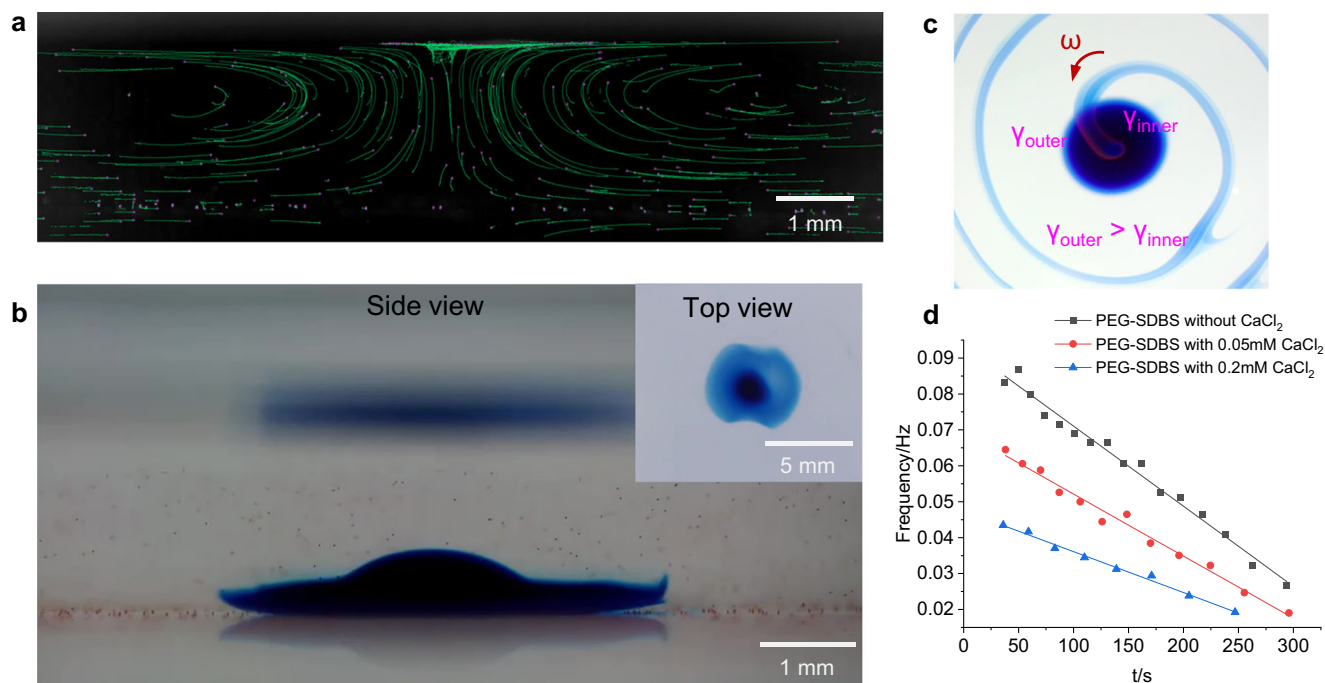 a
1 mm
b
Side view
Top view
5 mm
1 mm
c
ω
γouter
γinner
γouter > γinner
d
PEG-SDBS without CaCl₂
PEG-SDBS with 0.05mM CaCl₂
PEG-SDBS with 0.2mM CaCl₂
Frequency/Hz
0.09
0.08
0.07
0.06
0.05
0.04
0.03
0.02
0
50
100
150
200
250
300
t/s